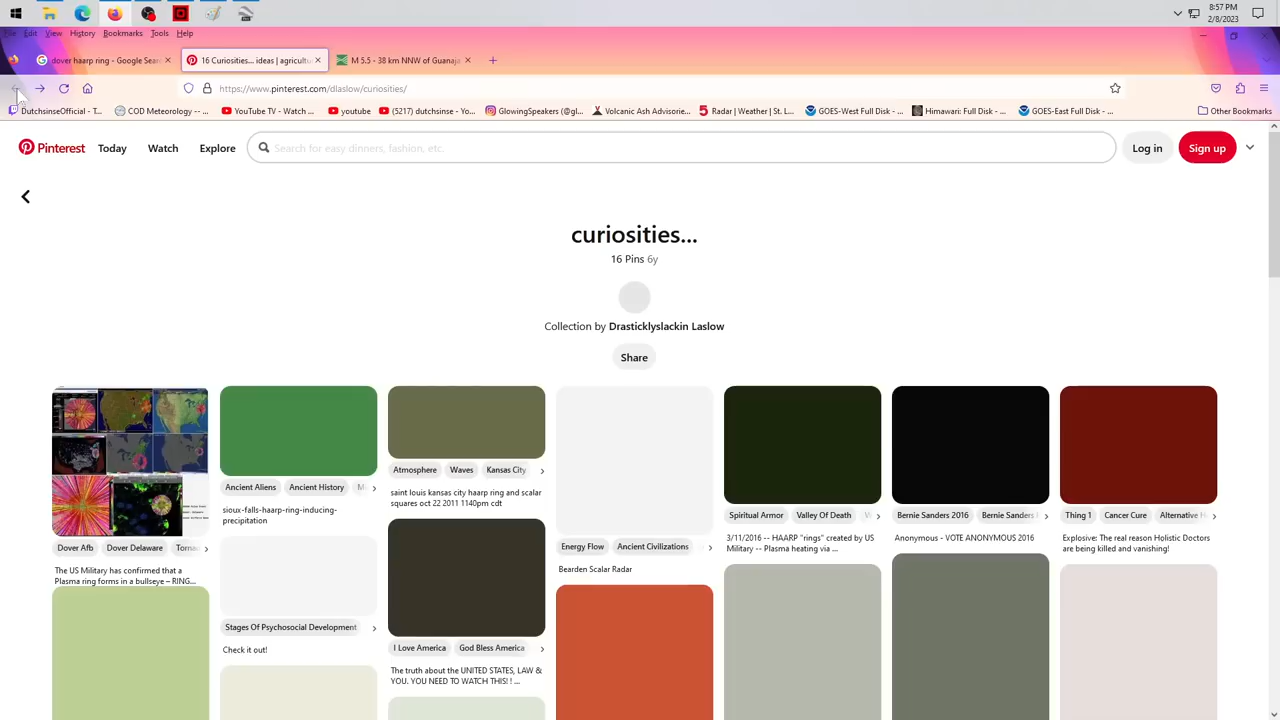 8:57 PM
2/8/2023
File Edit View History Bookmarks Tools Help
dover haarp ring - Google Sear
16 Curiosities... ideas | agricultu
M 5.5 - 38 km NNW of Guanaja
https://www.pinterest.com/dlaslow/curiosities/
DutchsinseOfficial - T...
COD Meteorology -- ...
YouTube TV - Watch ...
youtube
(5217) dutchsinse - Yo...
GlowingSpeakers (@gl...
Volcanic Ash Advisorie...
Radar | Weather | St. L...
GOES-West Full Disk - ...
Himawari: Full Disk - ...
GOES-East Full Disk - ...
Other Bookmarks
Pinterest
Today
Watch
Explore
Search for easy dinners, fashion, etc.
Log in
Sign up
curiosities...
16 Pins 6y
Collection by Drasticklyslackin Laslow
Share
Dover Afb
Dover Delaware
Torna
The US Military has confirmed that a
Plasma ring forms in a bullseye – RING...
Ancient Aliens
Ancient History
sioux-falls-haarp-ring-inducing-
precipitation
Stages Of Psychosocial Development
Check it out!
Atmosphere
Waves
Kansas City
saint louis kansas city haarp ring and scalar
squares oct 22 2011 1140pm cdt
I Love America
God Bless America
The truth about the UNITED STATES, LAW &
YOU. YOU NEED TO WATCH THIS! ! ...
Energy Flow
Ancient Civilizations
Bearden Scalar Radar
Spiritual Armor
Valley Of Death
3/11/2016 -- HAARP "rings" created by US
Military -- Plasma heating via ...
Bernie Sanders 2016
Bernie Sanders
Anonymous - VOTE ANONYMOUS 2016
Thing 1
Cancer Cure
Alternative
Explosive: The real reason Holistic Doctors
are being killed and vanishing!